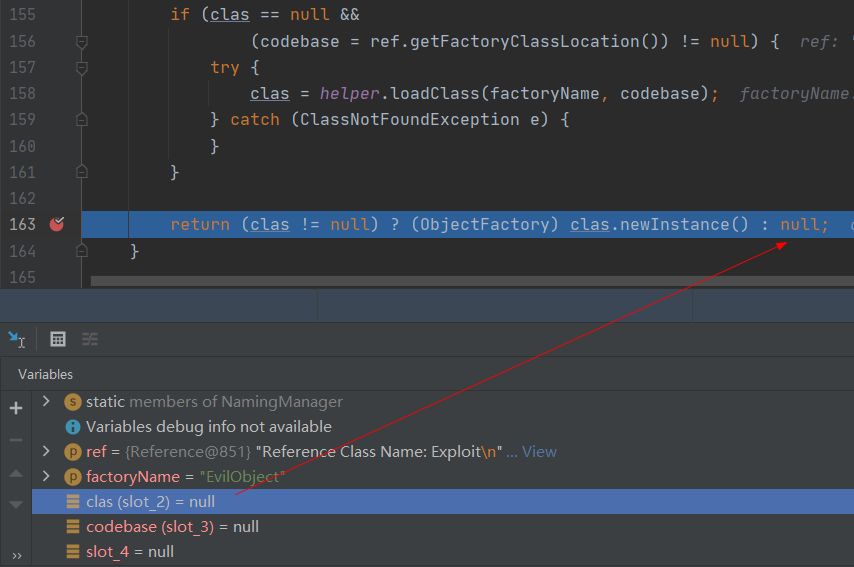 155 if (clas == null &&
156 (codebase = ref.getFactoryClassLocation()) != null) { ref:
157 try {
158 clas = helper.loadClass(factoryName, codebase); factoryName:
159 } catch (ClassNotFoundException e) {
160 }
161 }
162
163 return (clas != null) ? (ObjectFactory) clas.newInstance() : null;
164 }
165
Variables
static members of NamingManager
Variables debug info not available
ref = {Reference@851} "Reference Class Name: Exploit\n" ... View
factoryName = "EvilObject"
clas (slot_2) = null
codebase (slot_3) = null
slot_4 = null